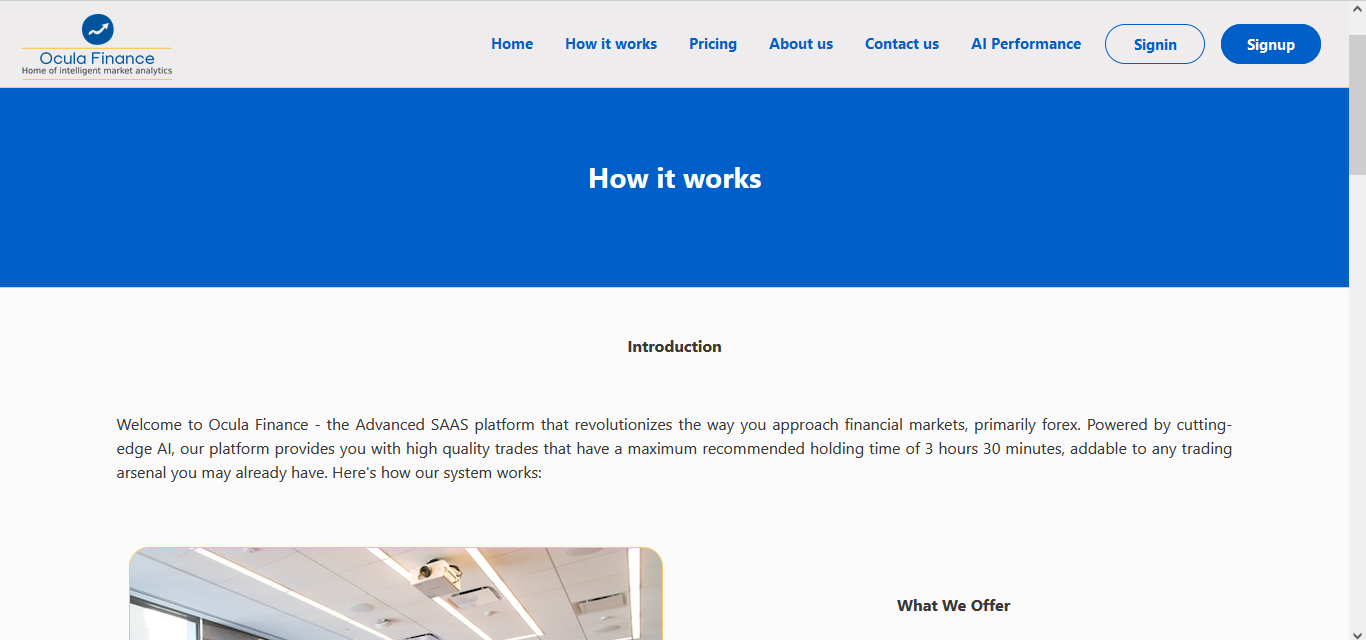 Ocula Finance
Home of intelligent market analytics
Home
How it works
Pricing
About us
Contact us
AI Performance
Signin
Signup
How it works
Introduction
Welcome to Ocula Finance - the Advanced SAAS platform that revolutionizes the way you approach financial markets, primarily forex. Powered by cutting-
edge AI, our platform provides you with high quality trades that have a maximum recommended holding time of 3 hours 30 minutes, addable to any trading
arsenal you may already have. Here's how our system works:
What We Offer